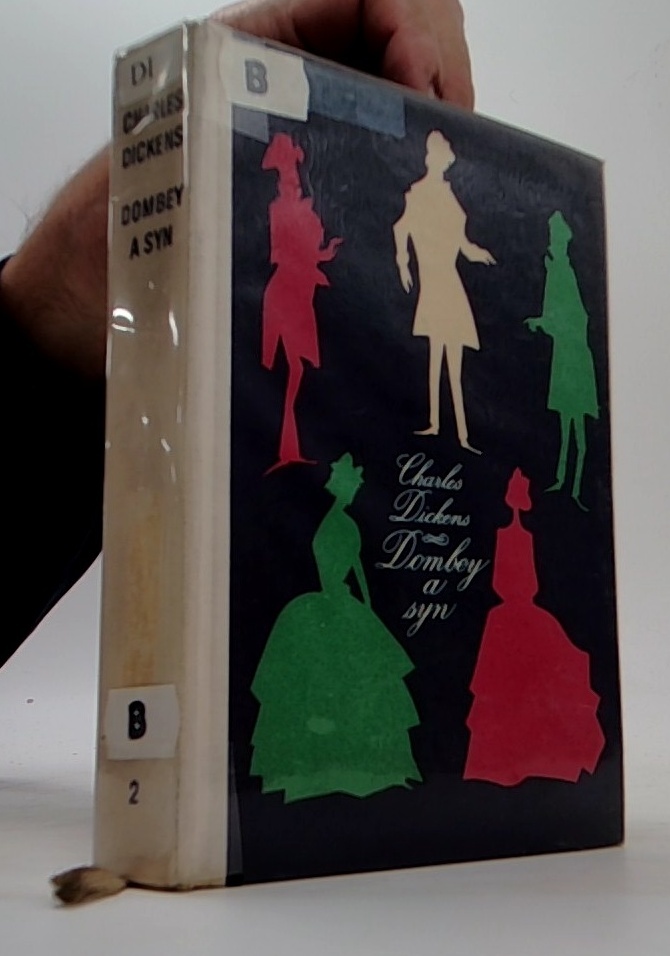 DI
CHARLES
DICKENS
DOMBEY
A SYN
B
2
B
Charles
Dickens
Dombey
a
syn